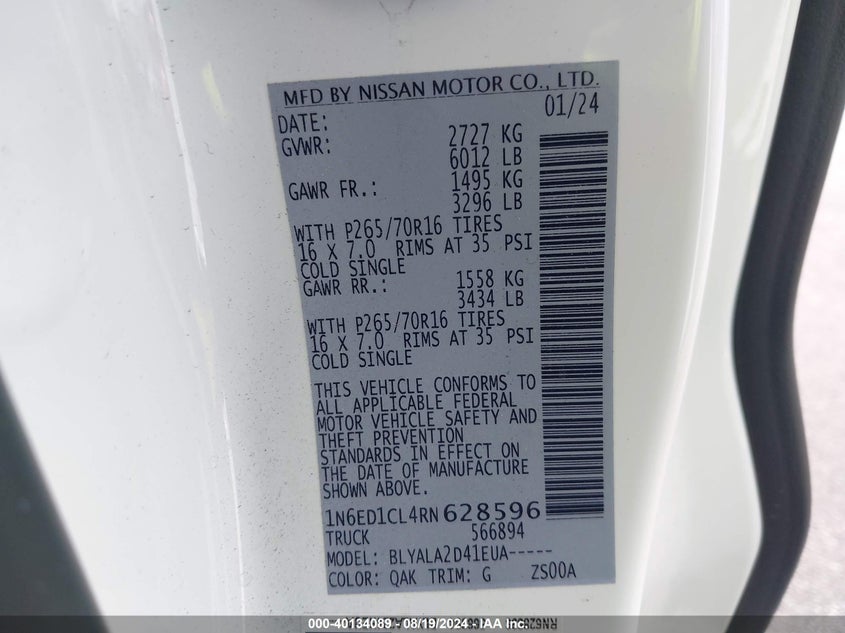 MFD BY NISSAN MOTOR CO., LTD.
DATE: 01/24
GVWR: 2727 KG
6012 LB
GAWR FR.: 1495 KG
3296 LB
WITH P265/70R16 TIRES
16 X 7.0 RIMS AT 35 PSI
COLD SINGLE
GAWR RR.: 1558 KG
3434 LB
WITH P265/70R16 TIRES
16 X 7.0 RIMS AT 35 PSI
COLD SINGLE
THIS VEHICLE CONFORMS TO
ALL APPLICABLE FEDERAL
MOTOR VEHICLE SAFETY AND
THEFT PREVENTION
STANDARDS IN EFFECT ON
THE DATE OF MANUFACTURE
SHOWN ABOVE.
1N6ED1CL4RN628596
TRUCK 566894
MODEL: BLYALA2D41EUA-----
COLOR: QAK TRIM: G ZS00A
000-40134089 - 08/19/2024 - IAA Inc.